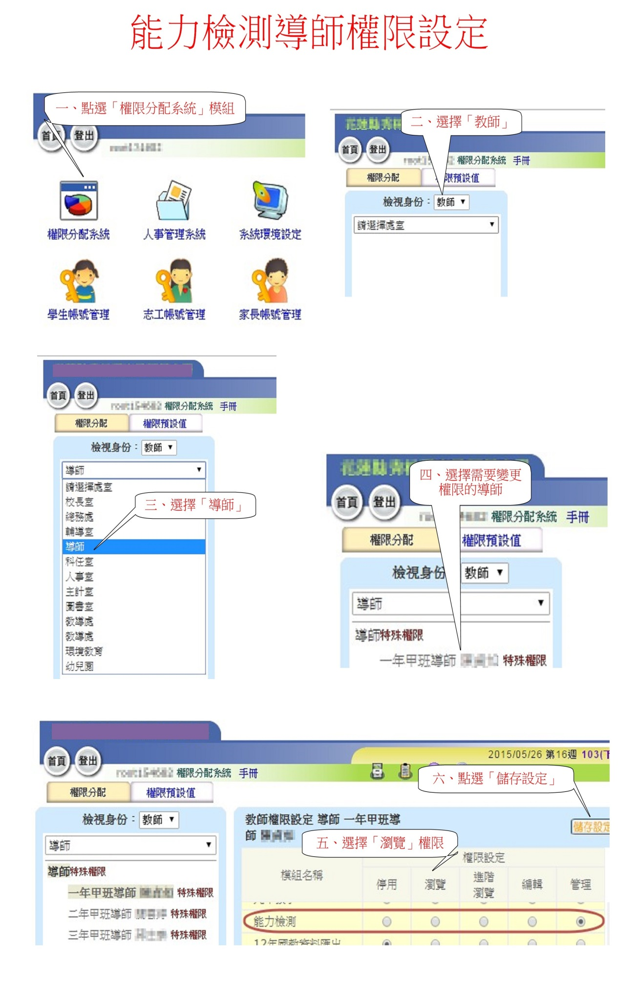 能力檢測導師權限設定
一、點選「權限分配系統」模組
首頁 登出
權限分配系統 人事管理系統 系統環境設定
學生帳號管理 志工帳號管理 家長帳號管理
二、選擇「教師」
首頁 登出
權限分配系統 手冊
權限分配 限預設值
檢視身份：教師
請選擇處室
首頁 登出
權限分配系統 手冊
權限分配 權限預設值
檢視身份：教師
導師
請選擇處室
校長室
總務處
輔導室
導師
科任室
人事室
主計室
圖書室
教導處
教導處
環境教育
幼兒園
三、選擇「導師」
四、選擇需要變更
權限的導師
首頁 登出
權限分配系統 手冊
權限分配 權限預設值
檢視身份 教師
導師
導師特殊權限
一年甲班導師 特殊權限
首頁 登出
2015/05/26 第16週 103(下
權限分配系統 手冊
六、點選「儲存設定」
權限分配 權限預設值
檢視身份：教師
導師
導師特殊權限
一年甲班導師 特殊權限
二年甲班導師 特殊權限
三年甲班導師 特殊權限
教師權限設定 導師 一年甲班導
師
儲存設定
五、選擇「瀏覽」權限
模組名稱 權限設定
停用 瀏覽 進階瀏覽 編輯 管理
能力檢測
12年國教資料匯出